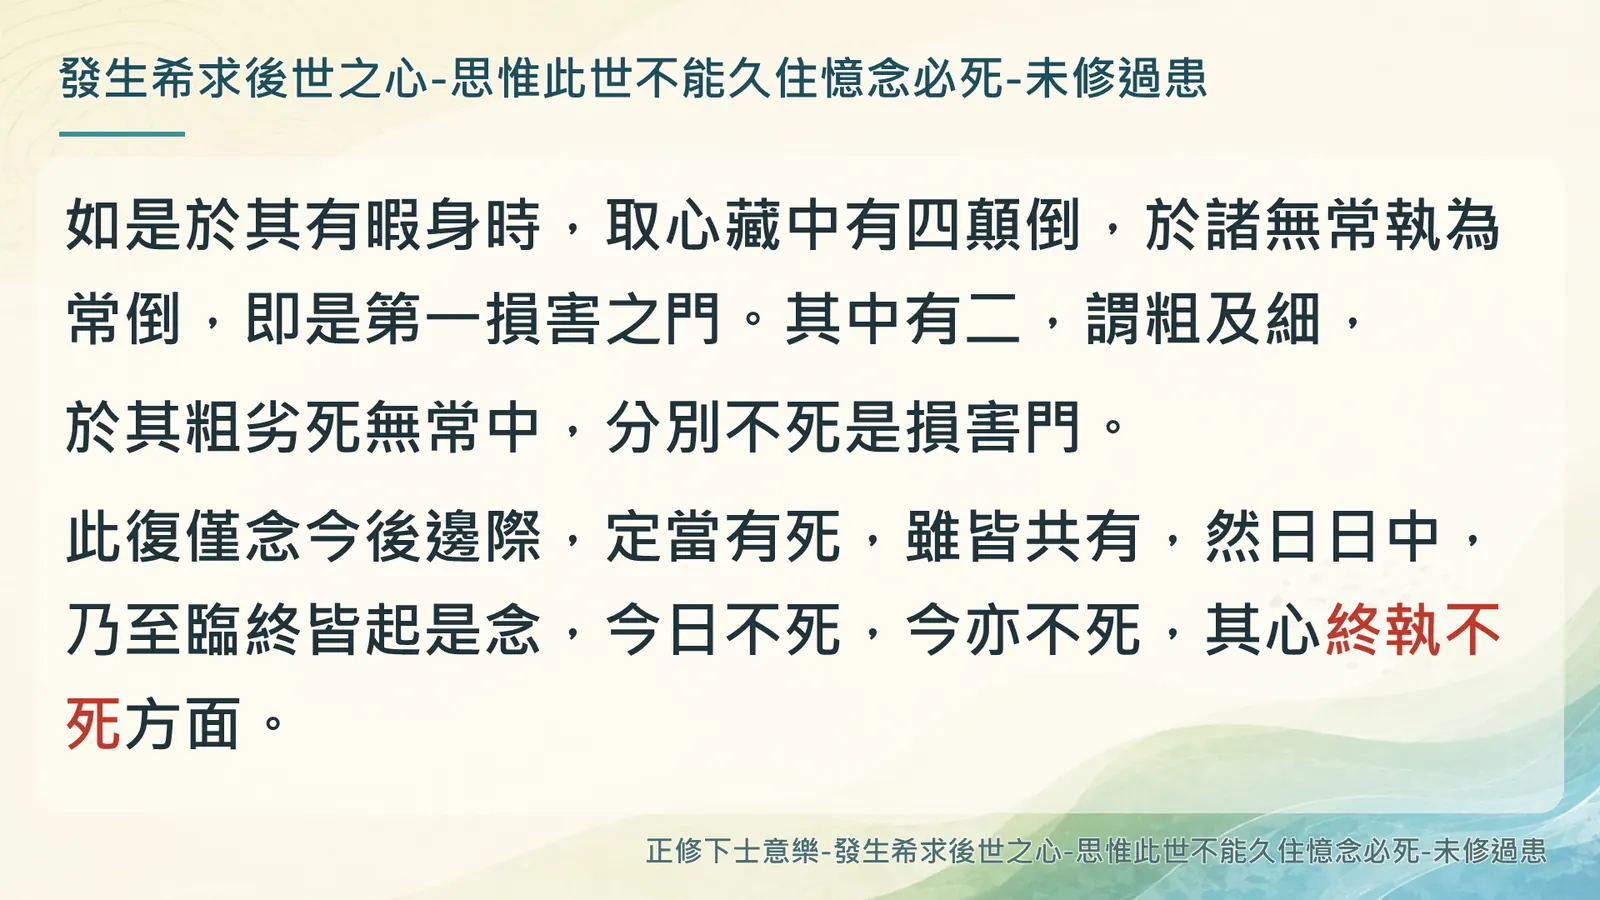 發生希求後世之心-思惟此世不能久住憶念必死-未修過患
如是於其有暇身時，取心藏中有四顛倒，於諸無常執為
常倒，即是第一損害之門。其中有二，謂粗及細，
於其粗劣死無常中，分別不死是損害門。
此復僅念今後邊際，定當有死，雖皆共有，然日日中，
乃至臨終皆起是念，今日不死，今亦不死，其心終執不
死方面。
正修下士意樂-發生希求後世之心-思惟此世不能久住憶念必死-未修過患